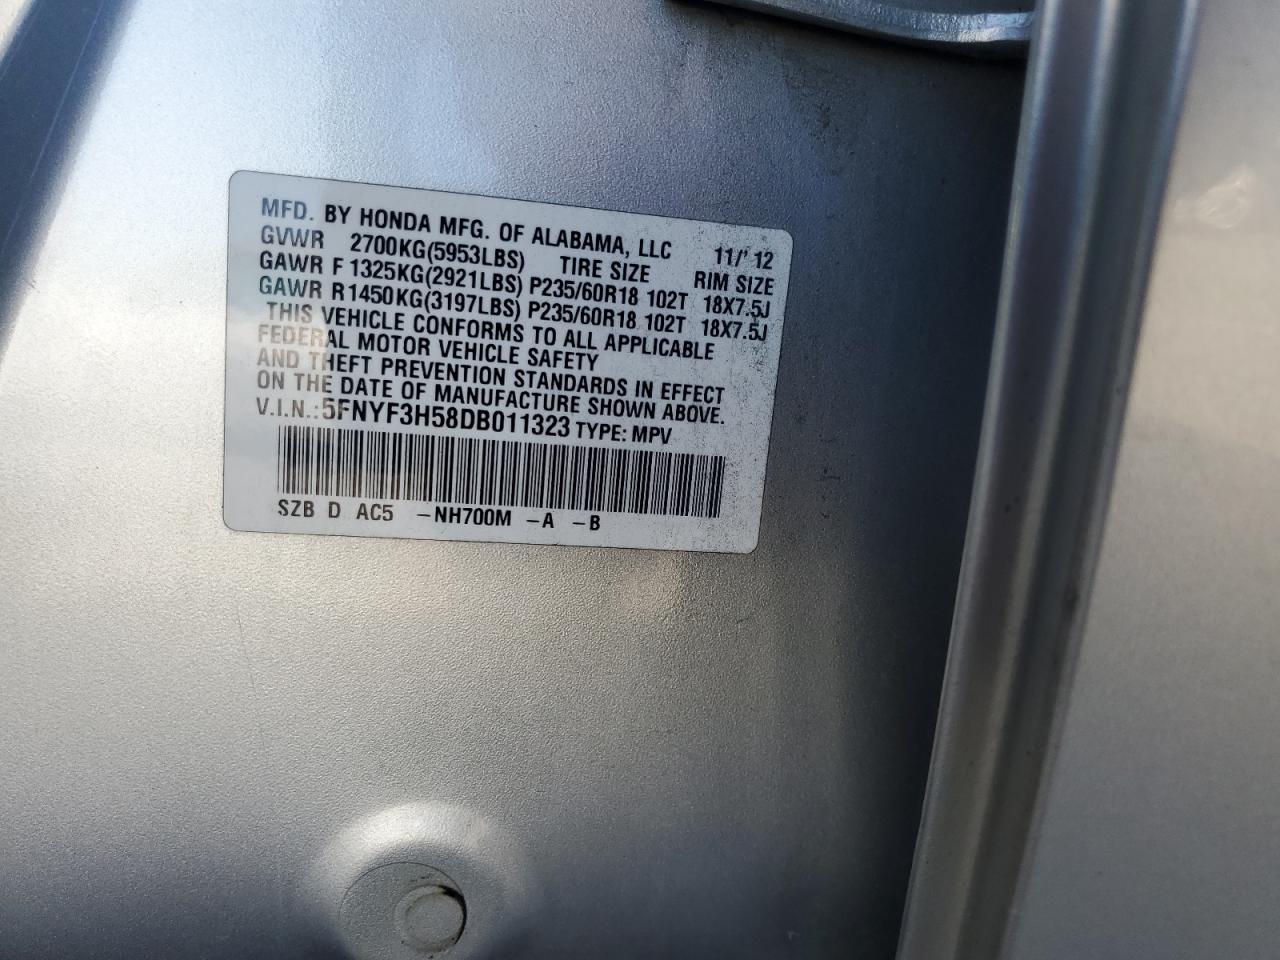 MFD. BY HONDA MFG. OF ALABAMA, LLC 11/'12
GVWR 2700KG(5953LBS) TIRE SIZE RIM SIZE
GAWR F 1325KG(2921LBS) P235/60R18 102T 18X7.5J
GAWR R1450KG(3197LBS) P235/60R18 102T 18X7.5J
THIS VEHICLE CONFORMS TO ALL APPLICABLE
FEDERAL MOTOR VEHICLE SAFETY
AND THEFT PREVENTION STANDARDS IN EFFECT
ON THE DATE OF MANUFACTURE SHOWN ABOVE.
V.I.N.:5FNYF3H58DB011323 TYPE: MPV
SZB D AC5 -NH700M -A -B